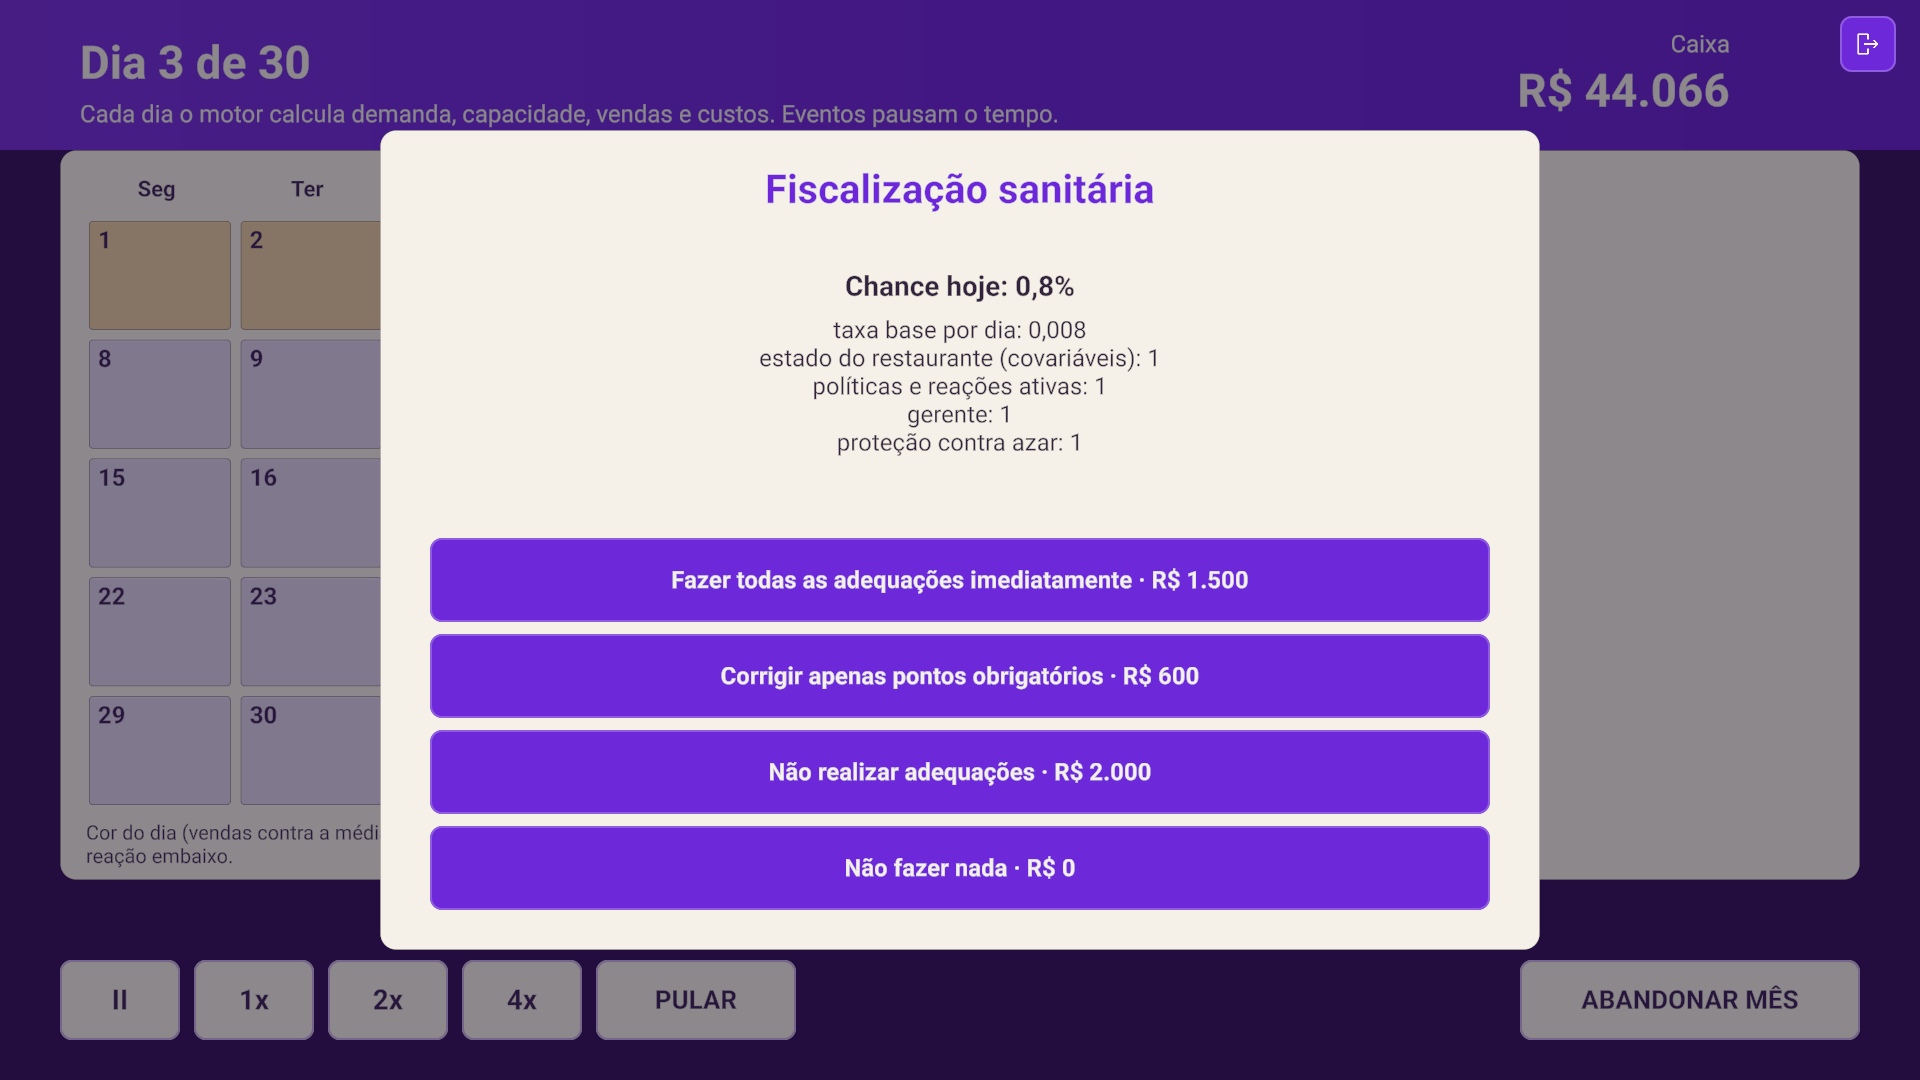 Dia 3 de 30
Cada dia o motor calcula demanda, capacidade, vendas e custos. Eventos pausam o tempo.
Caixa
R$ 44.066
Seg
Ter
1
2
8
9
15
16
22
23
29
30
Cor do dia (vendas contra a médi
reação embaixo.
Fiscalização sanitária
Chance hoje: 0,8%
taxa base por dia: 0,008
estado do restaurante (covariáveis): 1
políticas e reações ativas: 1
gerente: 1
proteção contra azar: 1
Fazer todas as adequações imediatamente · R$ 1.500
Corrigir apenas pontos obrigatórios · R$ 600
Não realizar adequações · R$ 2.000
Não fazer nada · R$ 0
1x
2x
4x
PULAR
ABANDONAR MÊS